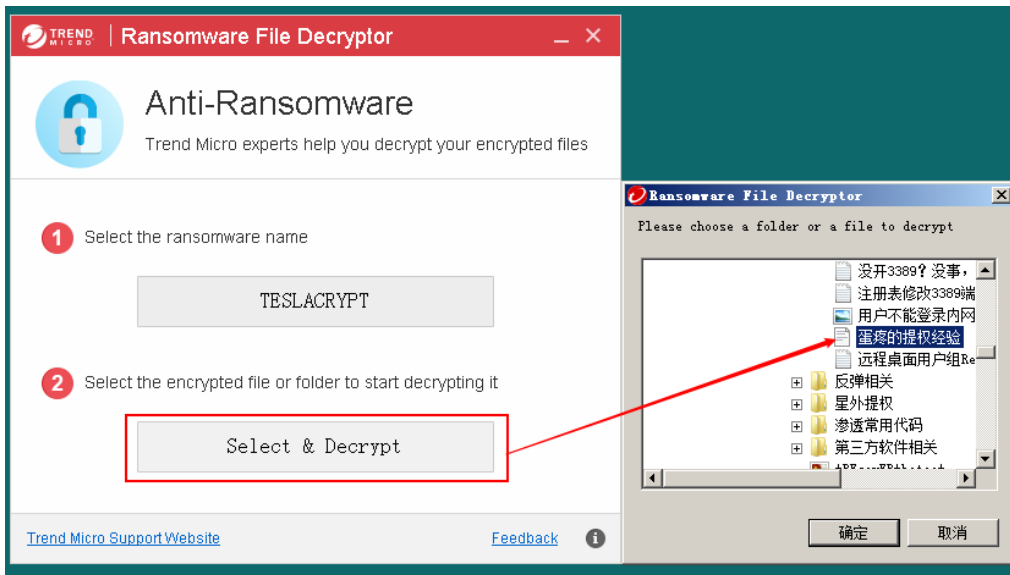 TREND MICRO | Ransomware File Decryptor
Anti-Ransomware
Trend Micro experts help you decrypt your encrypted files
1 Select the ransomware name
TESLACRYPT
2 Select the encrypted file or folder to start decrypting it
Select & Decrypt
Trend Micro Support Website
Feedback
Ransomware File Decryptor
Please choose a folder or a file to decrypt
没开3389？没事，
注册表修改3389端
用户不能登录内网
蛋疼的提权经验
远程桌面用户组Re
反弹相关
星外提权
渗透常用代码
第三方软件相关
确定
取消